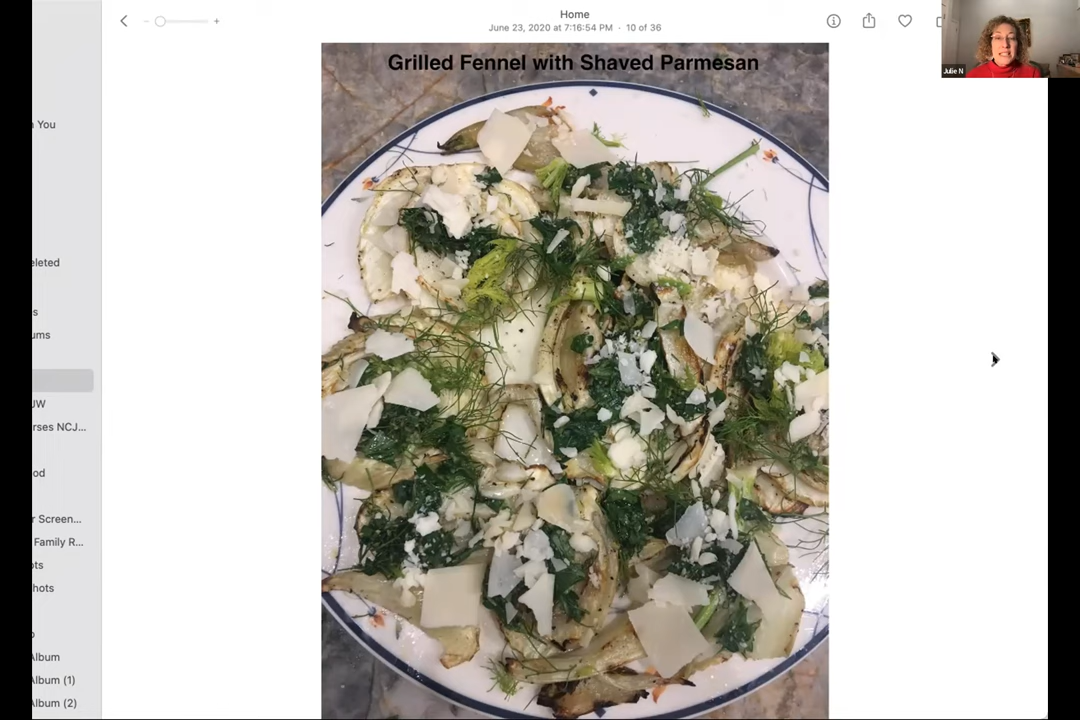 Home
June 23, 2020 at 7:16:54 PM · 10 of 36
Julie N
Grilled Fennel with Shaved Parmesan
You
eleted
s
ums
JW
rses NCJ...
od
r Screen...
Family R...
ots
hots
Album
Album (1)
Album (2)